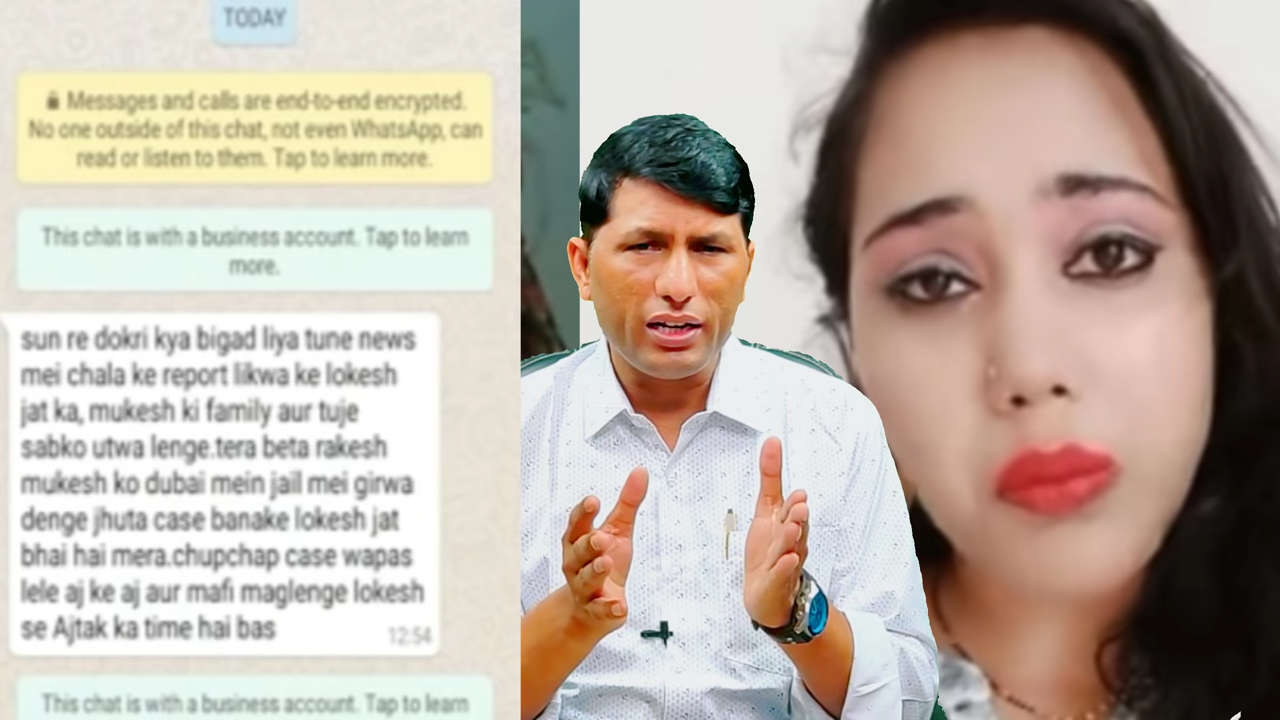 TODAY
Messages and calls are end-to-end encrypted.
No one outside of this chat, not even WhatsApp, can
read or listen to them. Tap to learn more.
This chat is with a business account. Tap to learn
more.
sun re dokri kya bigad liya tune news
mei chala ke report likwa ke lokesh
jat ka, mukesh ki family aur tuje
sabko utwa lenge.tera beta rakesh
mukesh ko dubai mein jail mei girwa
denge jhuta case banake lokesh jat
bhai hai mera.chupchap case wapas
lele aj ke aj aur mafi maglenge lokesh
se Ajtak ka time hai bas
12:54
This chat is with a business account. Tap to learn